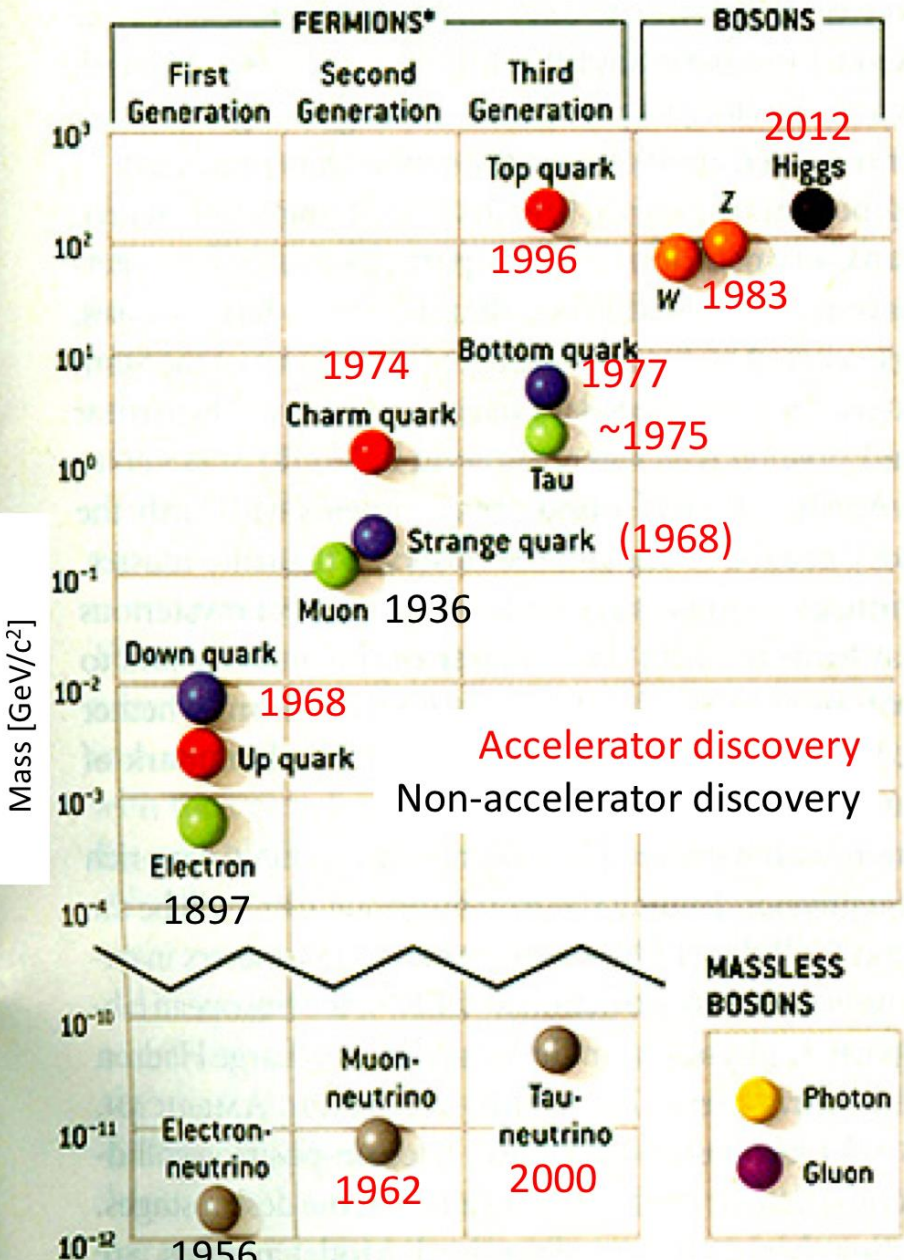 FERMIONS*
BOSONS
First
Generation
Second
Generation
Third
Generation
10³
2012
Higgs
Top quark
Z
10²
1996
W
1983
10¹
Bottom quark
1977
1974
Charm quark
~1975
10⁰
Tau
Strange quark
(1968)
10⁻¹
Muon
1936
Mass [GeV/c²]
Down quark
10⁻²
1968
Up quark
Accelerator discovery
Non-accelerator discovery
10⁻³
Electron
1897
10⁻⁴
MASSLESS
BOSONS
10⁻¹⁰
Muon-
neutrino
Tau-
neutrino
Photon
10⁻¹¹
Electron-
neutrino
1962
2000
Gluon
10⁻¹²
1956